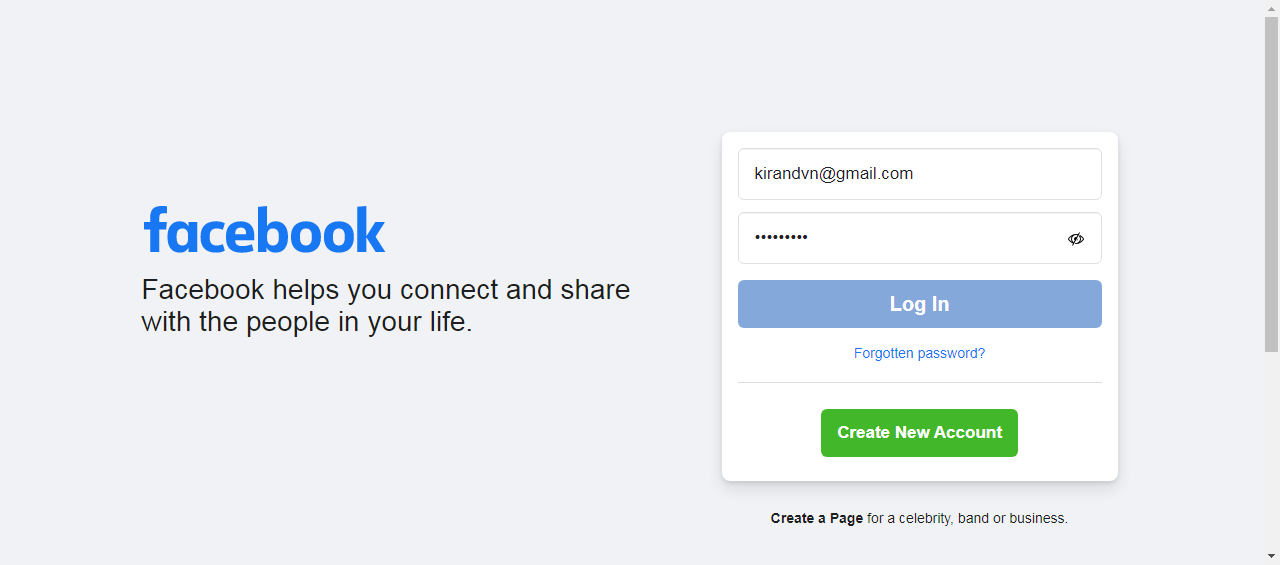 facebook
Facebook helps you connect and share
with the people in your life.
kirandvn@gmail.com
•••••••••
Log In
Forgotten password?
Create New Account
Create a Page for a celebrity, band or business.